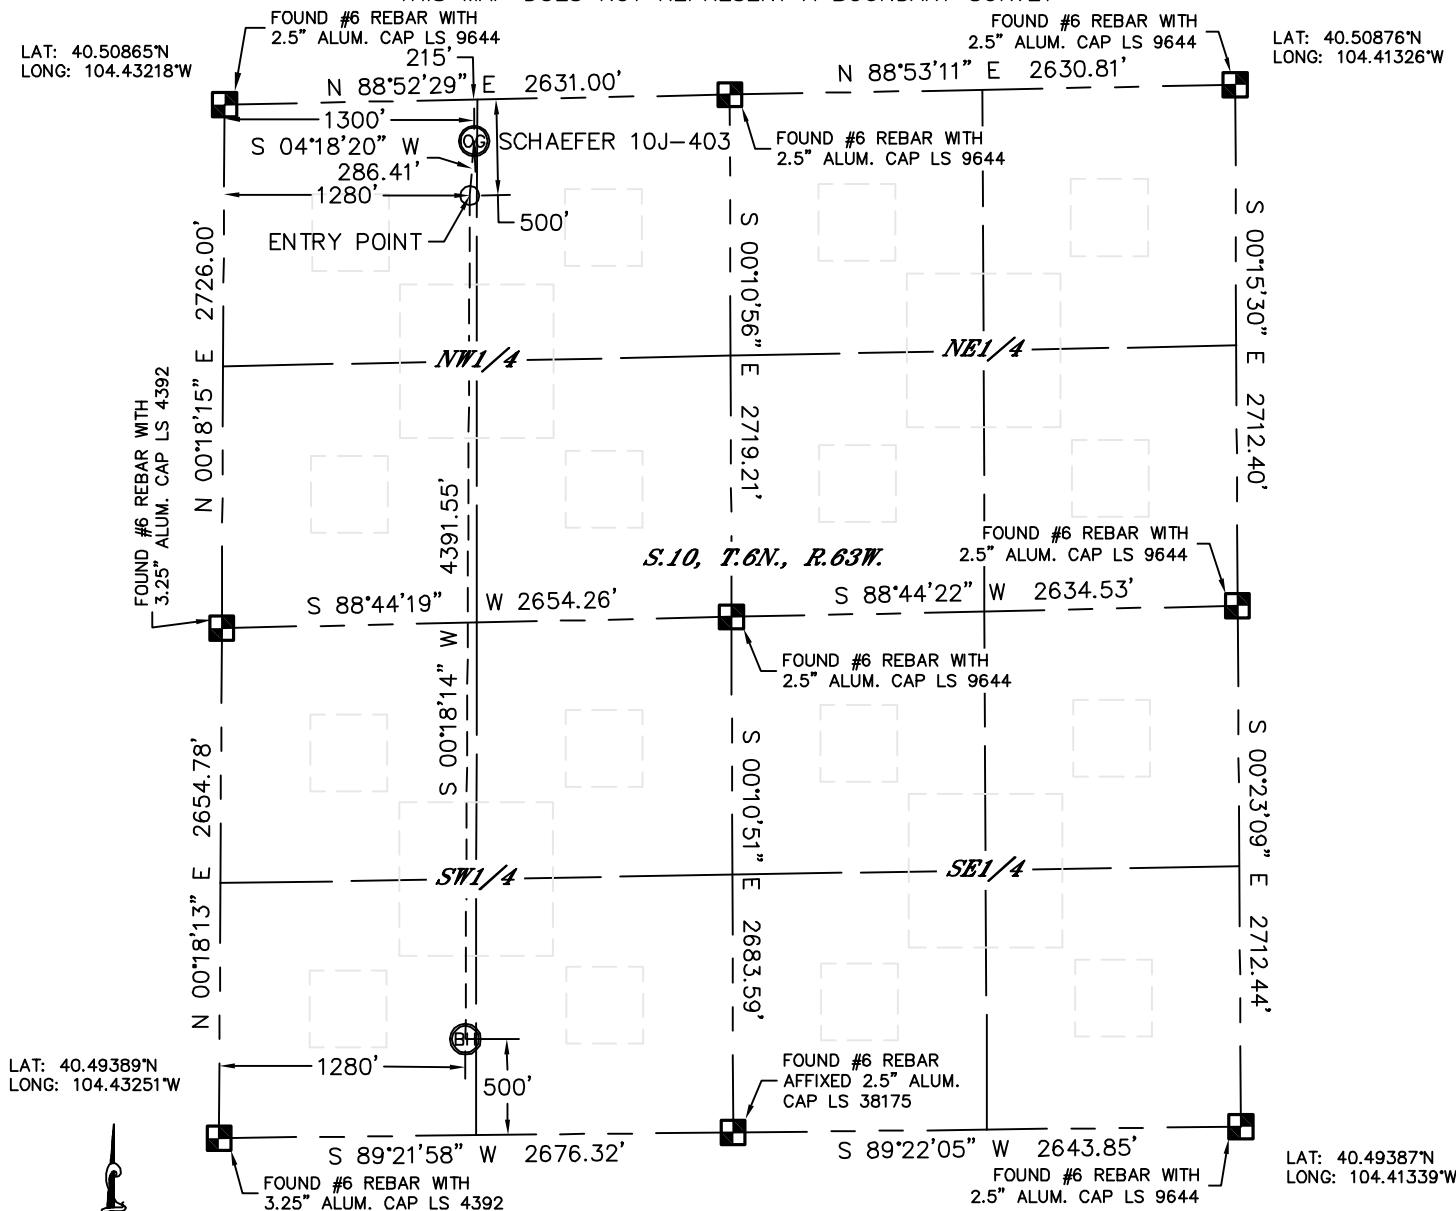 FOUND #6 REBAR WITH
2.5" ALUM. CAP LS 9644
FOUND #6 REBAR WITH
2.5" ALUM. CAP LS 9644
LAT: 40.50865°N
LONG: 104.43218°W
LAT: 40.50876°N
LONG: 104.41326°W
215'
N 88°52'29" E 2631.00'
N 88°53'11" E 2630.81'
1300'
S 04°18'20" W
286.41'
OG
SCHAEFER 10J-403
FOUND #6 REBAR WITH
2.5" ALUM. CAP LS 9644
1280'
500'
ENTRY POINT
N 00°18'15" E 2726.00'
S 00°10'56" E 2719.21'
S 00°15'30" E 2712.40'
NW1/4
NE1/4
FOUND #6 REBAR WITH
3.25" ALUM. CAP LS 4392
4391.55'
S 00°18'14" W
S.10, T.6N., R.63W.
FOUND #6 REBAR WITH
2.5" ALUM. CAP LS 9644
S 88°44'19" W 2654.26'
S 88°44'22" W 2634.53'
FOUND #6 REBAR WITH
2.5" ALUM. CAP LS 9644
N 00°18'13" E 2654.78'
S 00°10'51" E 2683.59'
S 00°23'09" E 2712.44'
SW1/4
SE1/4
BH
1280'
500'
LAT: 40.49389°N
LONG: 104.43251°W
FOUND #6 REBAR
AFFIXED 2.5" ALUM.
CAP LS 38175
S 89°21'58" W 2676.32'
S 89°22'05" W 2643.85'
FOUND #6 REBAR WITH
3.25" ALUM. CAP LS 4392
FOUND #6 REBAR WITH
2.5" ALUM. CAP LS 9644
LAT: 40.49387°N
LONG: 104.41339°W